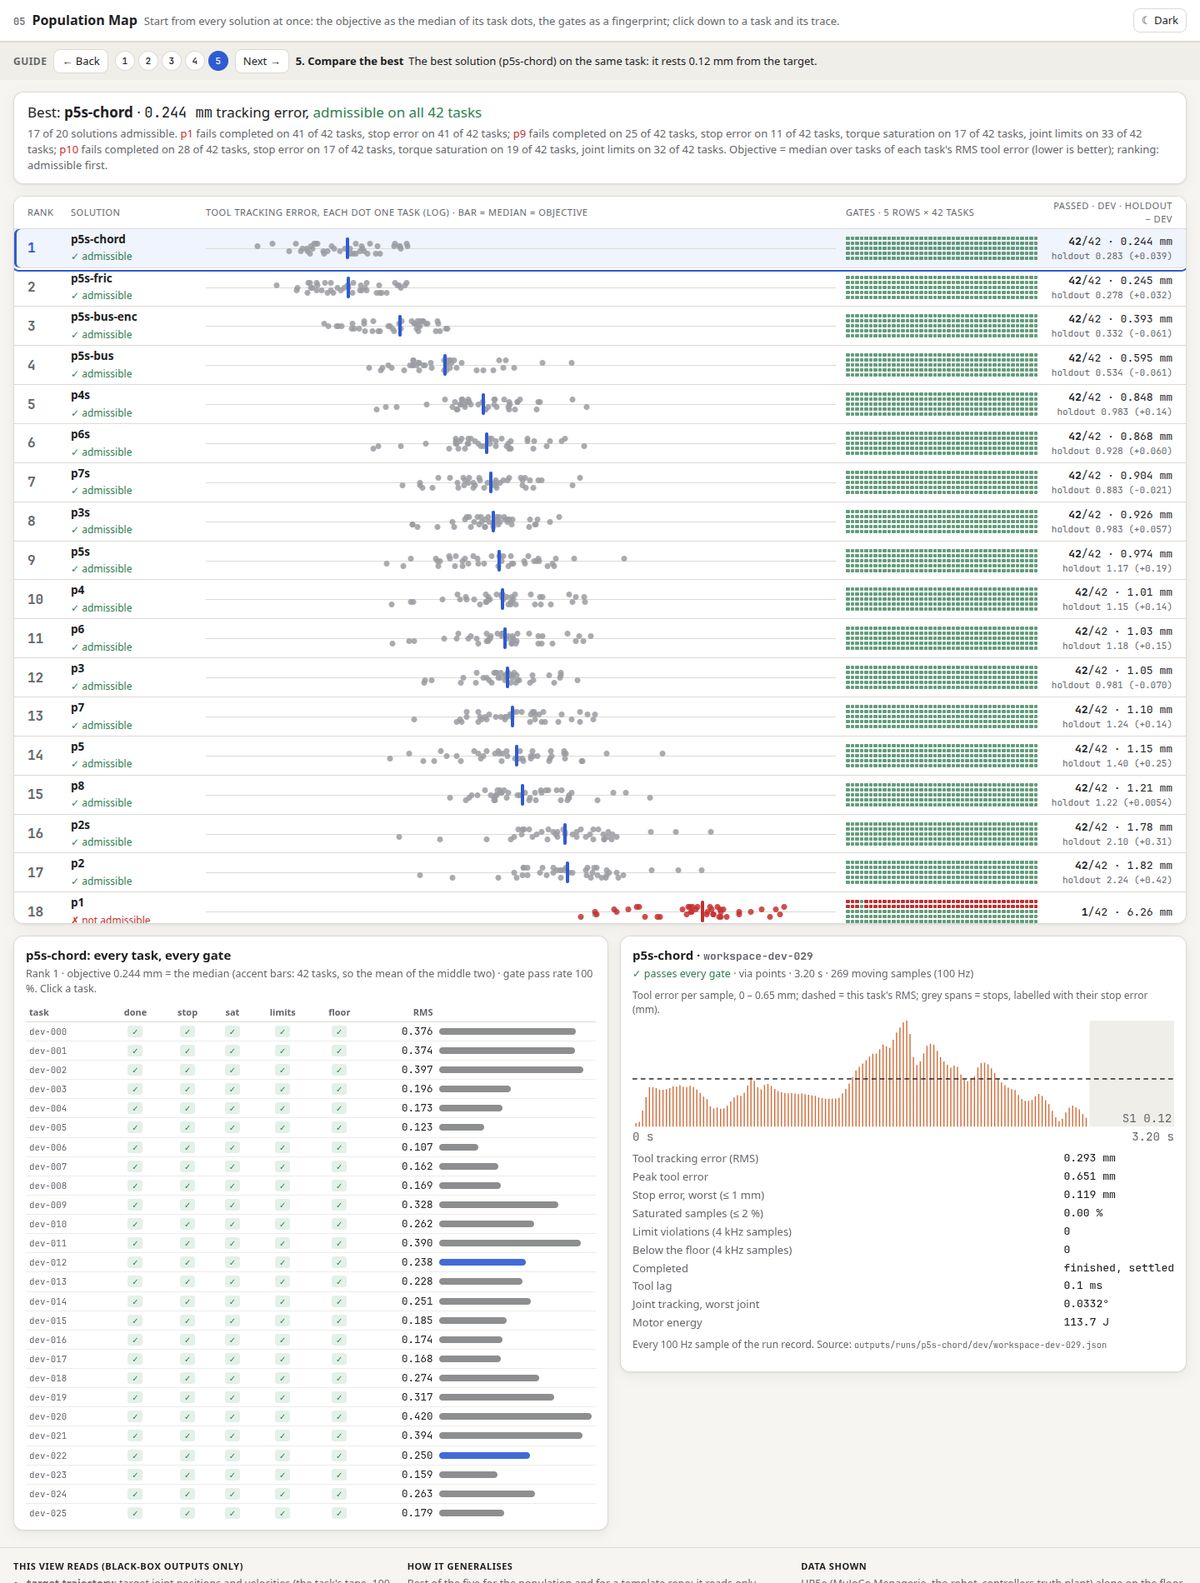 05 Population Map Start from every solution at once: the objective as the median of its task dots, the gates as a fingerprint; click down to a task and its trace.
☾ Dark
GUIDE ← Back 1 2 3 4 5 Next → 5. Compare the best The best solution (p5s-chord) on the same task: it rests 0.12 mm from the target.
Best: p5s-chord · 0.244 mm tracking error, admissible on all 42 tasks
17 of 20 solutions admissible. p1 fails completed on 41 of 42 tasks, stop error on 41 of 42 tasks; p9 fails completed on 25 of 42 tasks, stop error on 11 of 42 tasks, torque saturation on 17 of 42 tasks, joint limits on 33 of 42
tasks; p10 fails completed on 28 of 42 tasks, stop error on 17 of 42 tasks, torque saturation on 19 of 42 tasks, joint limits on 32 of 42 tasks. Objective = median over tasks of each task's RMS tool error (lower is better); ranking:
admissible first.
RANK SOLUTION TOOL TRACKING ERROR, EACH DOT ONE TASK (LOG) · BAR = MEDIAN = OBJECTIVE GATES · 5 ROWS × 42 TASKS PASSED · DEV · HOLDOUT
− DEV
1 p5s-chord 42/42 · 0.244 mm
✓ admissible holdout 0.283 (+0.039)
2 p5s-fric 42/42 · 0.245 mm
✓ admissible holdout 0.278 (+0.032)
3 p5s-bus-enc 42/42 · 0.393 mm
✓ admissible holdout 0.332 (-0.061)
4 p5s-bus 42/42 · 0.595 mm
✓ admissible holdout 0.534 (-0.061)
5 p4s 42/42 · 0.848 mm
✓ admissible holdout 0.983 (+0.14)
6 p6s 42/42 · 0.868 mm
✓ admissible holdout 0.928 (+0.060)
7 p7s 42/42 · 0.904 mm
✓ admissible holdout 0.883 (-0.021)
8 p3s 42/42 · 0.926 mm
✓ admissible holdout 0.983 (+0.057)
9 p5s 42/42 · 0.974 mm
✓ admissible holdout 1.17 (+0.19)
10 p4 42/42 · 1.01 mm
✓ admissible holdout 1.15 (+0.14)
11 p6 42/42 · 1.03 mm
✓ admissible holdout 1.18 (+0.15)
12 p3 42/42 · 1.05 mm
✓ admissible holdout 0.981 (-0.070)
13 p7 42/42 · 1.10 mm
✓ admissible holdout 1.24 (+0.14)
14 p5 42/42 · 1.15 mm
✓ admissible holdout 1.40 (+0.25)
15 p8 42/42 · 1.21 mm
✓ admissible holdout 1.22 (+0.0054)
16 p2s 42/42 · 1.78 mm
✓ admissible holdout 2.10 (+0.31)
17 p2 42/42 · 1.82 mm
✓ admissible holdout 2.24 (+0.42)
18 p1 1/42 · 6.26 mm
✗ not admissible
p5s-chord: every task, every gate
Rank 1 · objective 0.244 mm = the median (accent bars: 42 tasks, so the mean of the middle two) · gate pass rate 100
%. Click a task.
task done stop sat limits floor RMS
dev-000 ✓ ✓ ✓ ✓ ✓ 0.376
dev-001 ✓ ✓ ✓ ✓ ✓ 0.374
dev-002 ✓ ✓ ✓ ✓ ✓ 0.397
dev-003 ✓ ✓ ✓ ✓ ✓ 0.196
dev-004 ✓ ✓ ✓ ✓ ✓ 0.173
dev-005 ✓ ✓ ✓ ✓ ✓ 0.123
dev-006 ✓ ✓ ✓ ✓ ✓ 0.107
dev-007 ✓ ✓ ✓ ✓ ✓ 0.162
dev-008 ✓ ✓ ✓ ✓ ✓ 0.169
dev-009 ✓ ✓ ✓ ✓ ✓ 0.328
dev-010 ✓ ✓ ✓ ✓ ✓ 0.262
dev-011 ✓ ✓ ✓ ✓ ✓ 0.390
dev-012 ✓ ✓ ✓ ✓ ✓ 0.238
dev-013 ✓ ✓ ✓ ✓ ✓ 0.228
dev-014 ✓ ✓ ✓ ✓ ✓ 0.251
dev-015 ✓ ✓ ✓ ✓ ✓ 0.185
dev-016 ✓ ✓ ✓ ✓ ✓ 0.174
dev-017 ✓ ✓ ✓ ✓ ✓ 0.168
dev-018 ✓ ✓ ✓ ✓ ✓ 0.274
dev-019 ✓ ✓ ✓ ✓ ✓ 0.317
dev-020 ✓ ✓ ✓ ✓ ✓ 0.420
dev-021 ✓ ✓ ✓ ✓ ✓ 0.394
dev-022 ✓ ✓ ✓ ✓ ✓ 0.250
dev-023 ✓ ✓ ✓ ✓ ✓ 0.159
dev-024 ✓ ✓ ✓ ✓ ✓ 0.263
dev-025 ✓ ✓ ✓ ✓ ✓ 0.179
p5s-chord · workspace-dev-029
✓ passes every gate · via points · 3.20 s · 269 moving samples (100 Hz)
Tool error per sample, 0 – 0.65 mm; dashed = this task's RMS; grey spans = stops, labelled with their stop error
(mm).
S1 0.12
0 s 3.20 s
Tool tracking error (RMS) 0.293 mm
Peak tool error 0.651 mm
Stop error, worst (≤ 1 mm) 0.119 mm
Saturated samples (≤ 2 %) 0.00 %
Limit violations (4 kHz samples) 0
Below the floor (4 kHz samples) 0
Completed finished, settled
Tool lag 0.1 ms
Joint tracking, worst joint 0.0332°
Motor energy 113.7 J
Every 100 Hz sample of the run record. Source: outputs/runs/p5s-chord/dev/workspace-dev-029.json
THIS VIEW READS (BLACK-BOX OUTPUTS ONLY) HOW IT GENERALISES DATA SHOWN